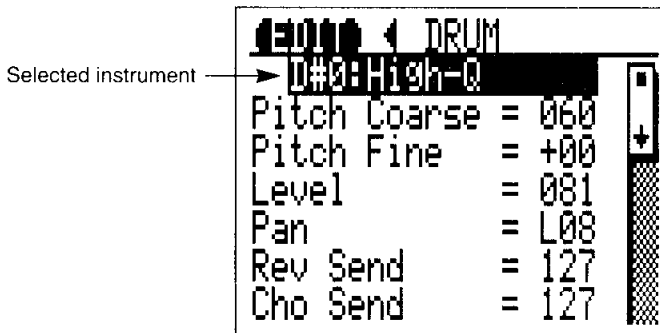 EDIT DRUM
Selected instrument
D#0:High-Q
Pitch Coarse = 060
Pitch Fine = +00
Level = 081
Pan = L08
Rev Send = 127
Cho Send = 127